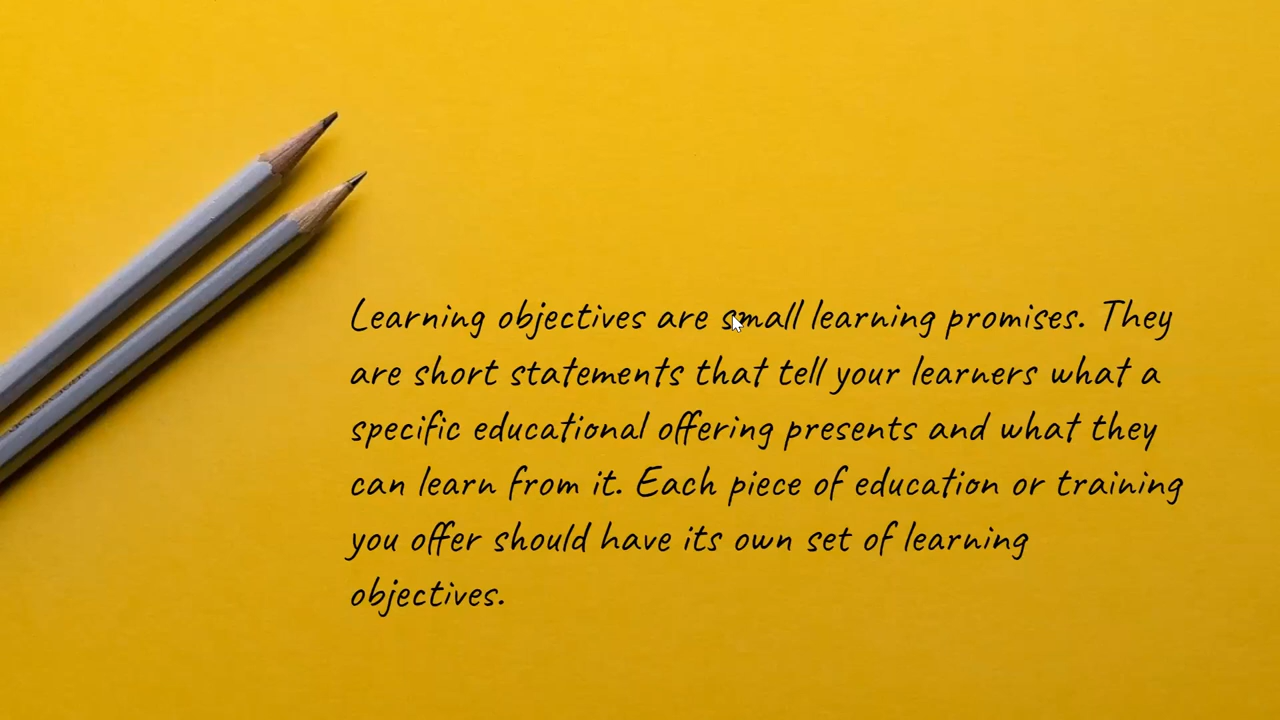 Learning objectives are small learning promises. They
are short statements that tell your learners what a
specific educational offering presents and what they
can learn from it. Each piece of education or training
you offer should have its own set of learning
objectives.